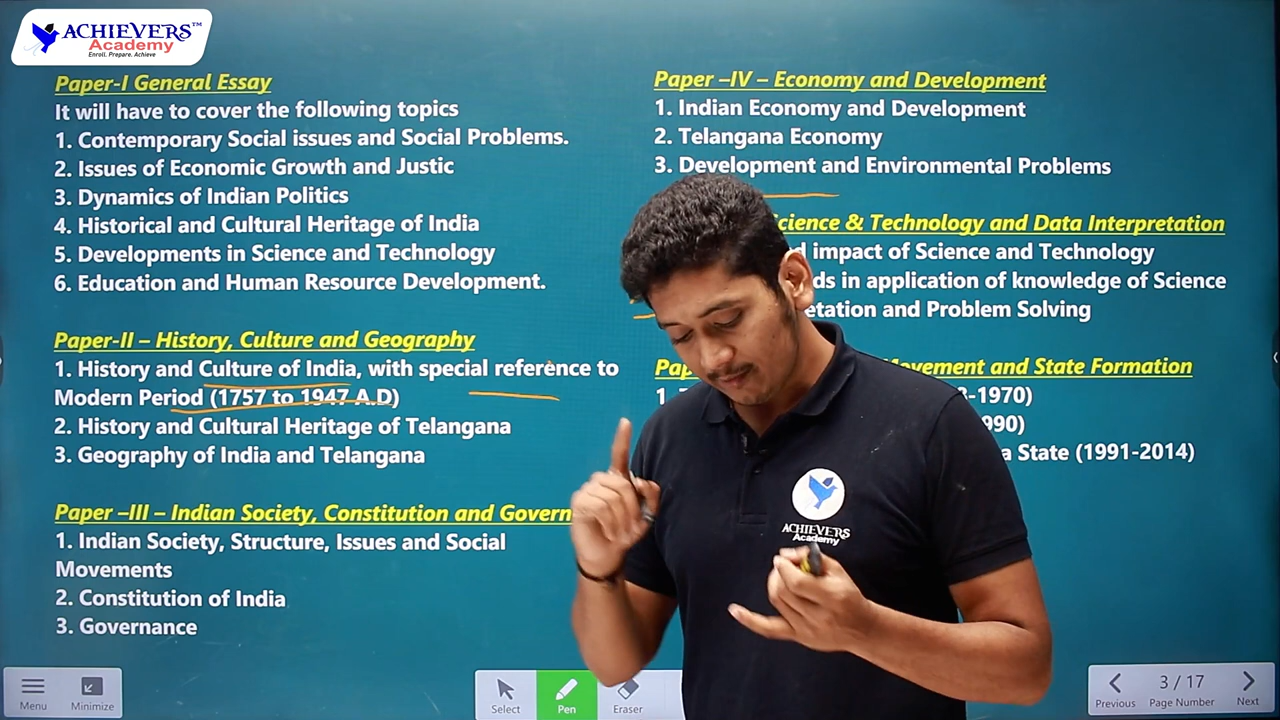 ACHIEVERS™
Academy
Enroll. Prepare. Achieve
Paper-I General Essay
It will have to cover the following topics
1. Contemporary Social issues and Social Problems.
2. Issues of Economic Growth and Justic
3. Dynamics of Indian Politics
4. Historical and Cultural Heritage of India
5. Developments in Science and Technology
6. Education and Human Resource Development.
Paper-II – History, Culture and Geography
1. History and Culture of India, with special reference to
Modern Period (1757 to 1947 A.D)
2. History and Cultural Heritage of Telangana
3. Geography of India and Telangana
Paper –III – Indian Society, Constitution and Govern
1. Indian Society, Structure, Issues and Social
Movements
2. Constitution of India
3. Governance
Paper –IV – Economy and Development
1. Indian Economy and Development
2. Telangana Economy
3. Development and Environmental Problems
Science & Technology and Data Interpretation
impact of Science and Technology
in application of knowledge of Science
and Problem Solving
Movement and State Formation
-1970)
990)
State (1991-2014)
ACHIEVERS
Academy
Menu
Minimize
Select
Pen
Eraser
3 / 17
Previous
Page Number
Next